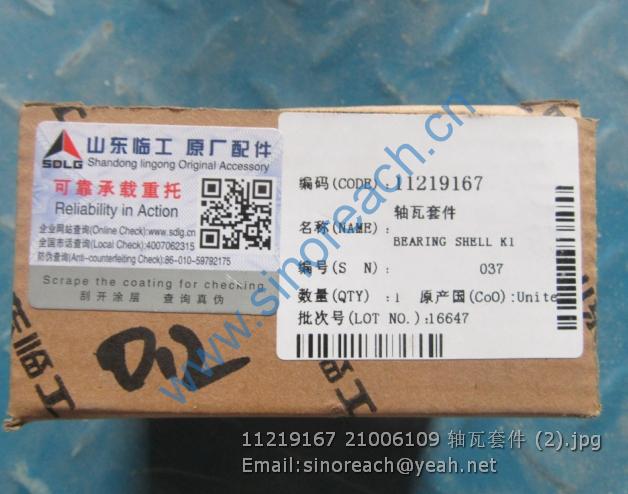 山东临工 原厂配件
SDLG
Shandong lingong Original Accessory
可靠承载重托
Reliability in Action
企业网站查询(Online Check):www.sdlg.cn
全国市话查询(Local Check):4007062315
防伪查询(Anti-counterfeiting Check):86-010-59792175
Scrape the coating for checking
刮开涂层 查询真伪
编码(CODE) :11219167
名称(NAME) :轴瓦套件
BEARING SHELL K1
编号(S N) : 037
数量(QTY) :1 原产国(CoO):Unite
批次号(LOT NO.) :16647
临工
www.sinoreach.cn
11219167 21006109 轴瓦套件 (2).jpg
Email:sinoreach@yeah.net